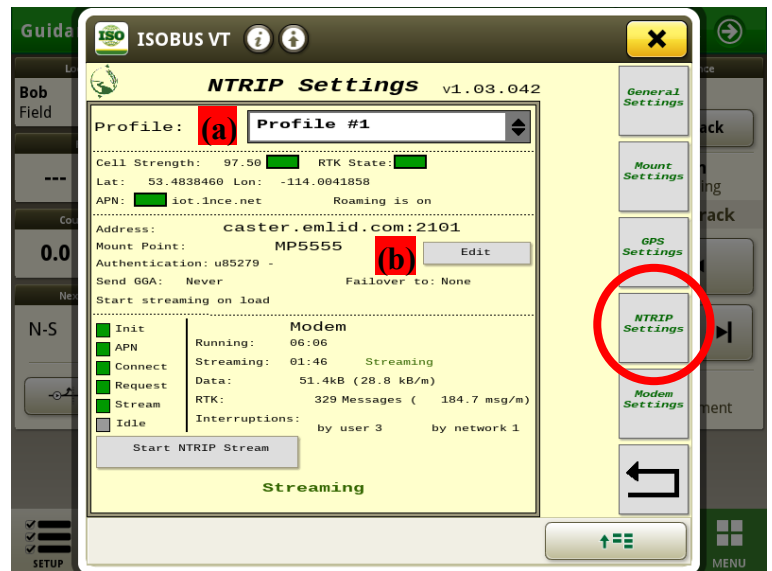 Guida
ISO ISOBUS VT i
Bob
Field
---
0.0
N-S
NTRIP Settings v1.03.042
Profile: (a) Profile #1
Cell Strength: 97.50 RTK State:
Lat: 53.4838460 Lon: -114.0041858
APN: iot.1nce.net Roaming is on
Address: caster.emlid.com:2101
Mount Point: MP5555 (b) Edit
Authentication: u85279 -
Send GGA: Never Failover to: None
Start streaming on load
Init Modem
APN Running: 06:06
Connect Streaming: 01:46 Streaming
Request Data: 51.4kB (28.8 kB/m)
Stream RTK: 329 Messages ( 184.7 msg/m)
Idle Interruptions: by user 3 by network 1
Start NTRIP Stream
Streaming
General
Settings
Mount
Settings
GPS
Settings
NTRIP
Settings
Modem
Settings
ack
ing
rack
ment
SETUP
MENU